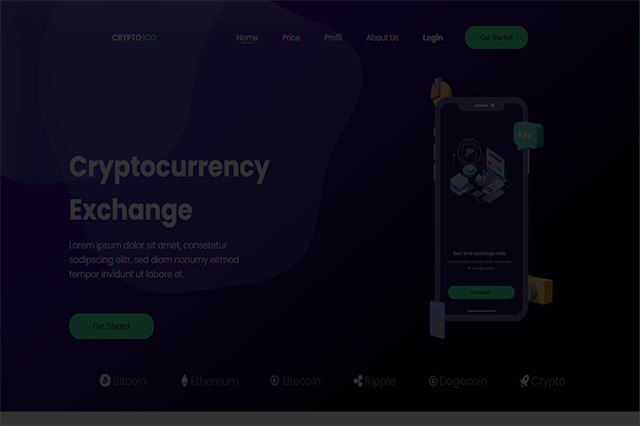 CRYPTO ICO
Home Price Profil About Us Login Get Started
Cryptocurrency
Exchange
Lorem ipsum dolor sit amet, consetetur
sadipscing elitr, sed diam nonumy eirmod
tempor invidunt ut labore et.
Get Started
Real time exchange rates
Bitcoin Ethereum Litecoin Ripple Dogecoin Crypto